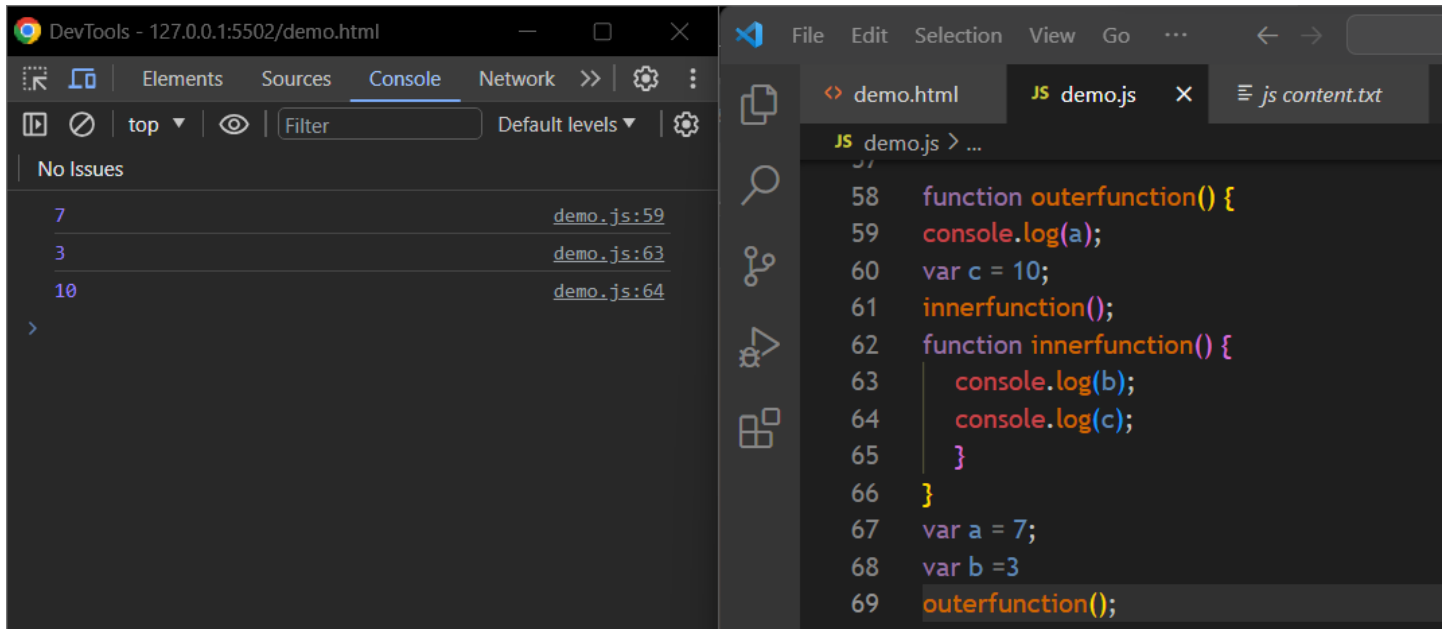 DevTools - 127.0.0.1:5502/demo.html
Elements Sources Console Network
top Filter Default levels
No Issues
7 demo.js:59
3 demo.js:63
10 demo.js:64
File Edit Selection View Go ...
demo.html JS demo.js js content.txt
JS demo.js > ...
57
58 function outerfunction() {
59 console.log(a);
60 var c = 10;
61 innerfunction();
62 function innerfunction() {
63 console.log(b);
64 console.log(c);
65 }
66 }
67 var a = 7;
68 var b =3
69 outerfunction();